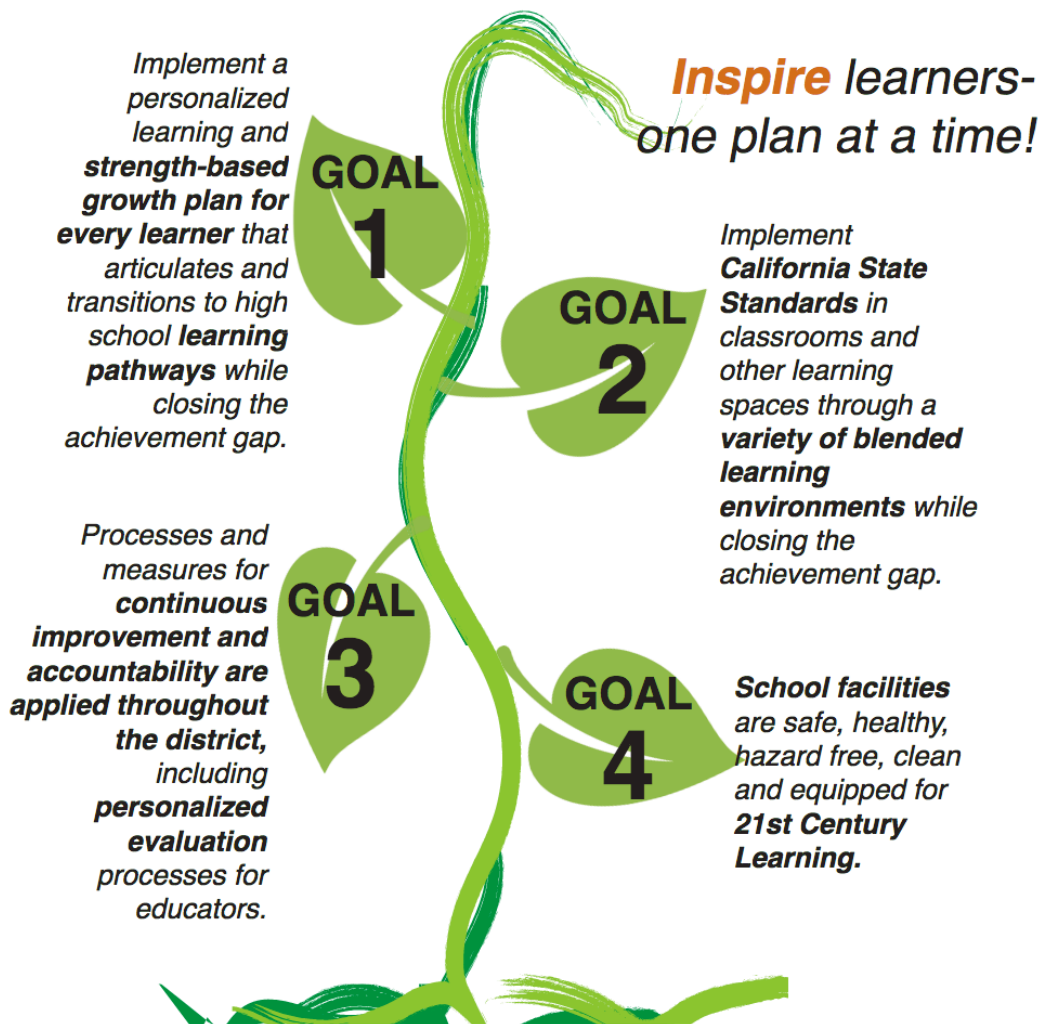 Inspire learners-
one plan at a time!
Implement a
personalized
learning and
strength-based
growth plan for
every learner that
articulates and
transitions to high
school learning
pathways while
closing the
achievement gap.
GOAL
1
GOAL
2
Implement
California State
Standards in
classrooms and
other learning
spaces through a
variety of blended
learning
environments while
closing the
achievement gap.
Processes and
measures for
continuous
improvement and
accountability are
applied throughout
the district,
including
personalized
evaluation
processes for
educators.
GOAL
3
GOAL
4
School facilities
are safe, healthy,
hazard free, clean
and equipped for
21st Century
Learning.